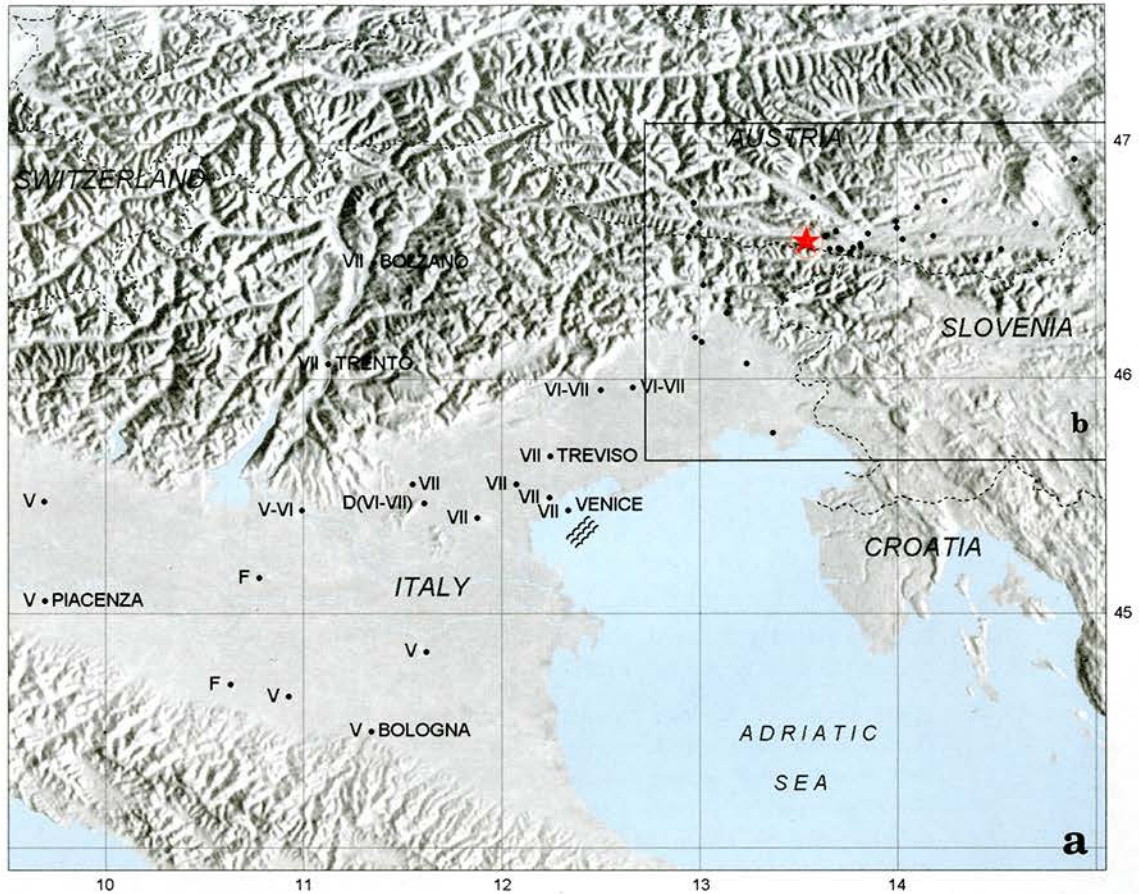 AUSTRIA
47
SWITZERLAND
VII BOLZANO
SLOVENIA
VII TRENTO
46
VI-VII VI-VII
b
VII TREVISO
VII VII
V D(VI-VII) VII
V-VI VII VII VENICE
CROATIA
F ITALY
V PIACENZA
45
V
F
V
V BOLOGNA
ADRIATIC
SEA
a
10 11 12 13 14